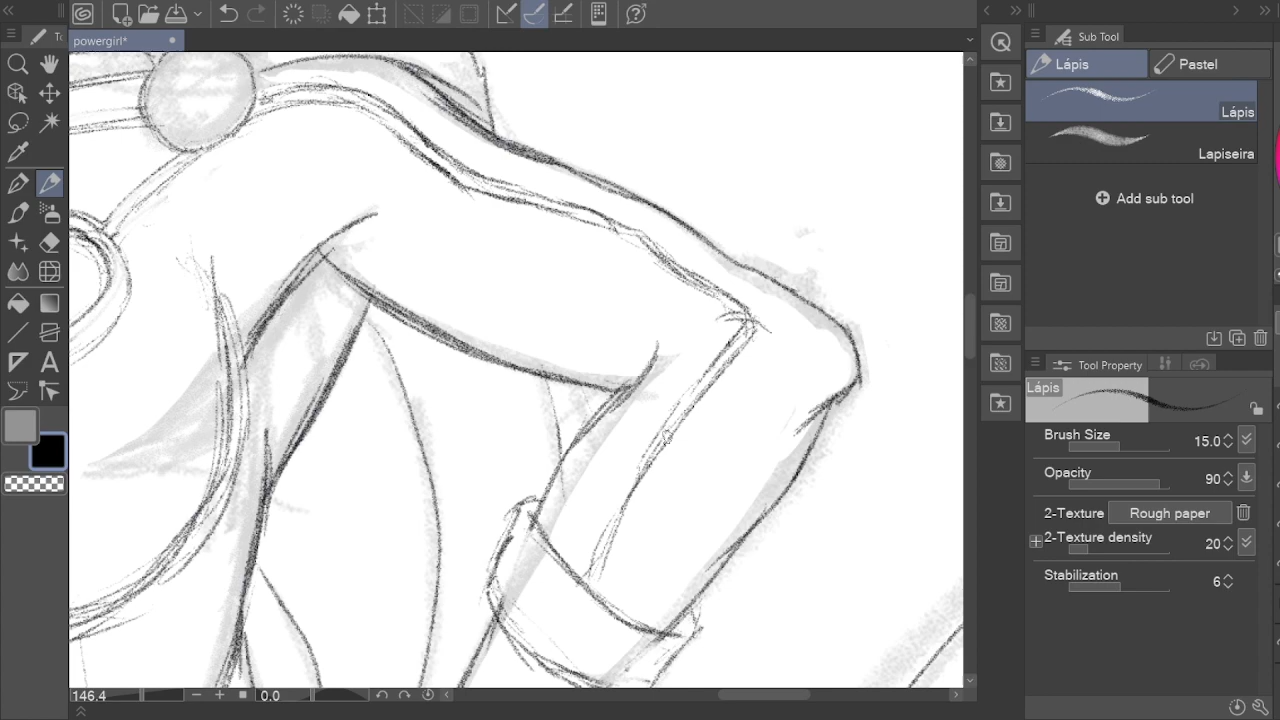 To
powergirl*
Sub Tool
Lápis
Pastel
Lápis
Lapiseira
Add sub tool
Tool Property
Lápis
Brush Size 15.0
Opacity 90
2-Texture Rough paper
2-Texture density 20
Stabilization 6
146.4
0.0